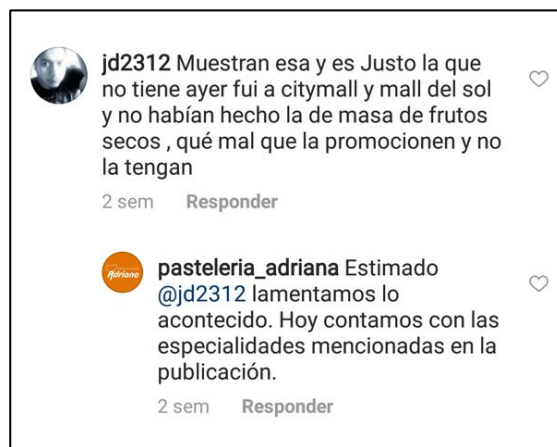 jd2312 Muestran esa y es Justo la que
no tiene ayer fui a citymall y mall del sol
y no habían hecho la de masa de frutos
secos , qué mal que la promocionen y no
la tengan
2 sem Responder
Adriana
pasteleria_adriana Estimado
@jd2312 lamentamos lo
acontecido. Hoy contamos con las
especialidades mencionadas en la
publicación.
2 sem Responder